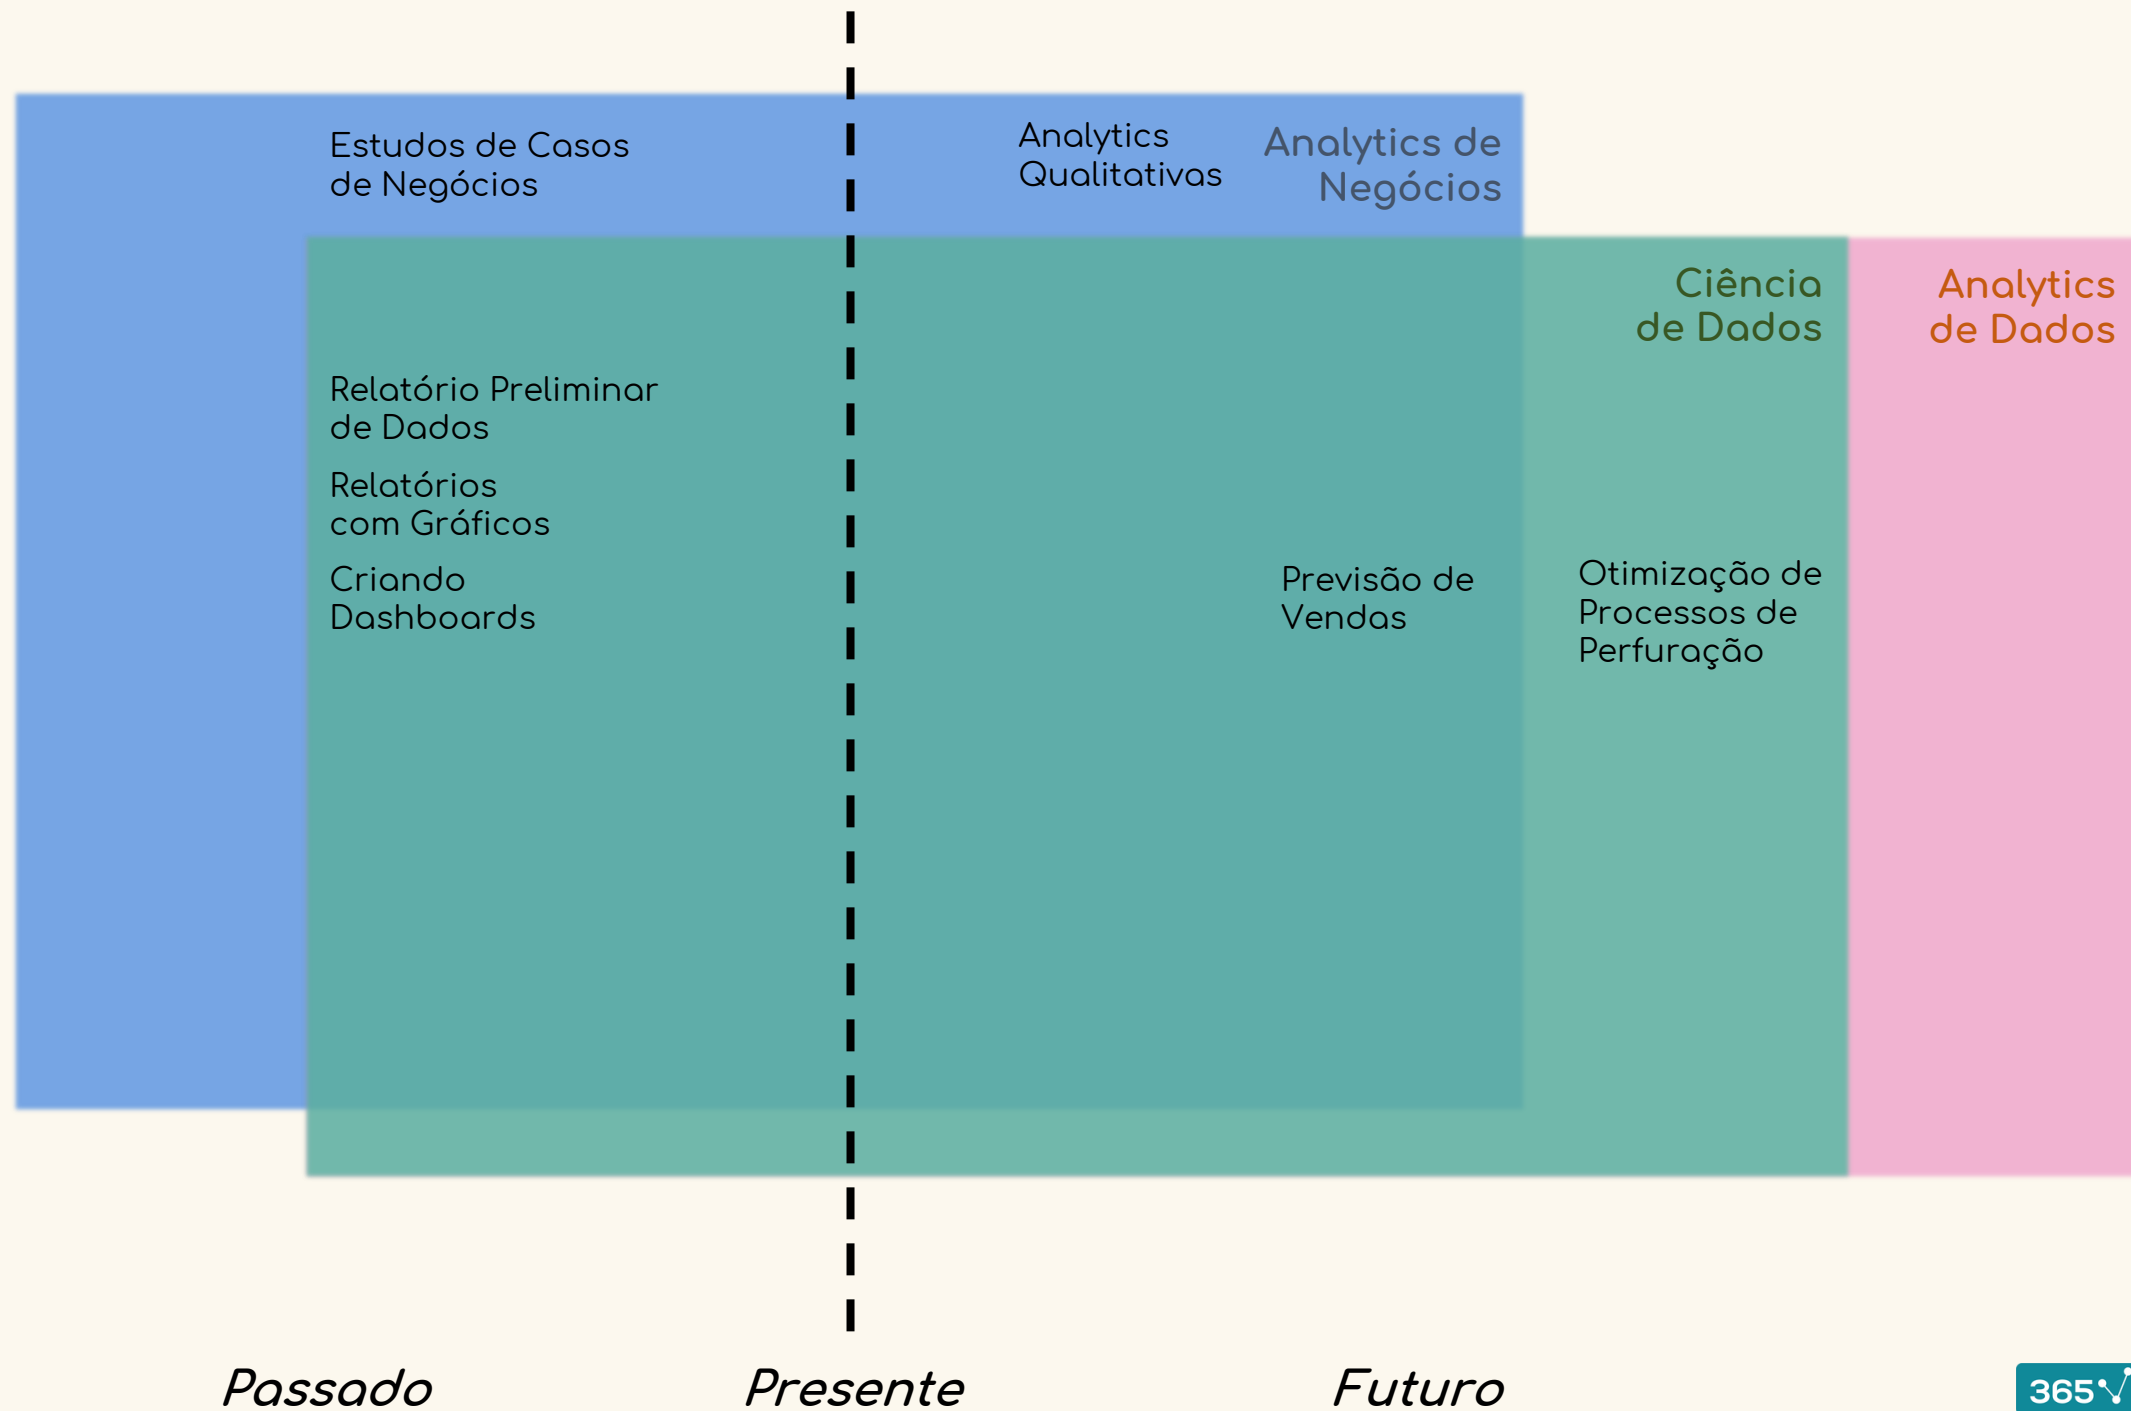 Estudos de Casos
de Negócios
Analytics
Qualitativas
Analytics de
Negócios
Ciência
de Dados
Analytics
de Dados
Relatório Preliminar
de Dados
Relatórios
com Gráficos
Criando
Dashboards
Previsão de
Vendas
Otimização de
Processos de
Perfuração
Passado
Presente
Futuro
365